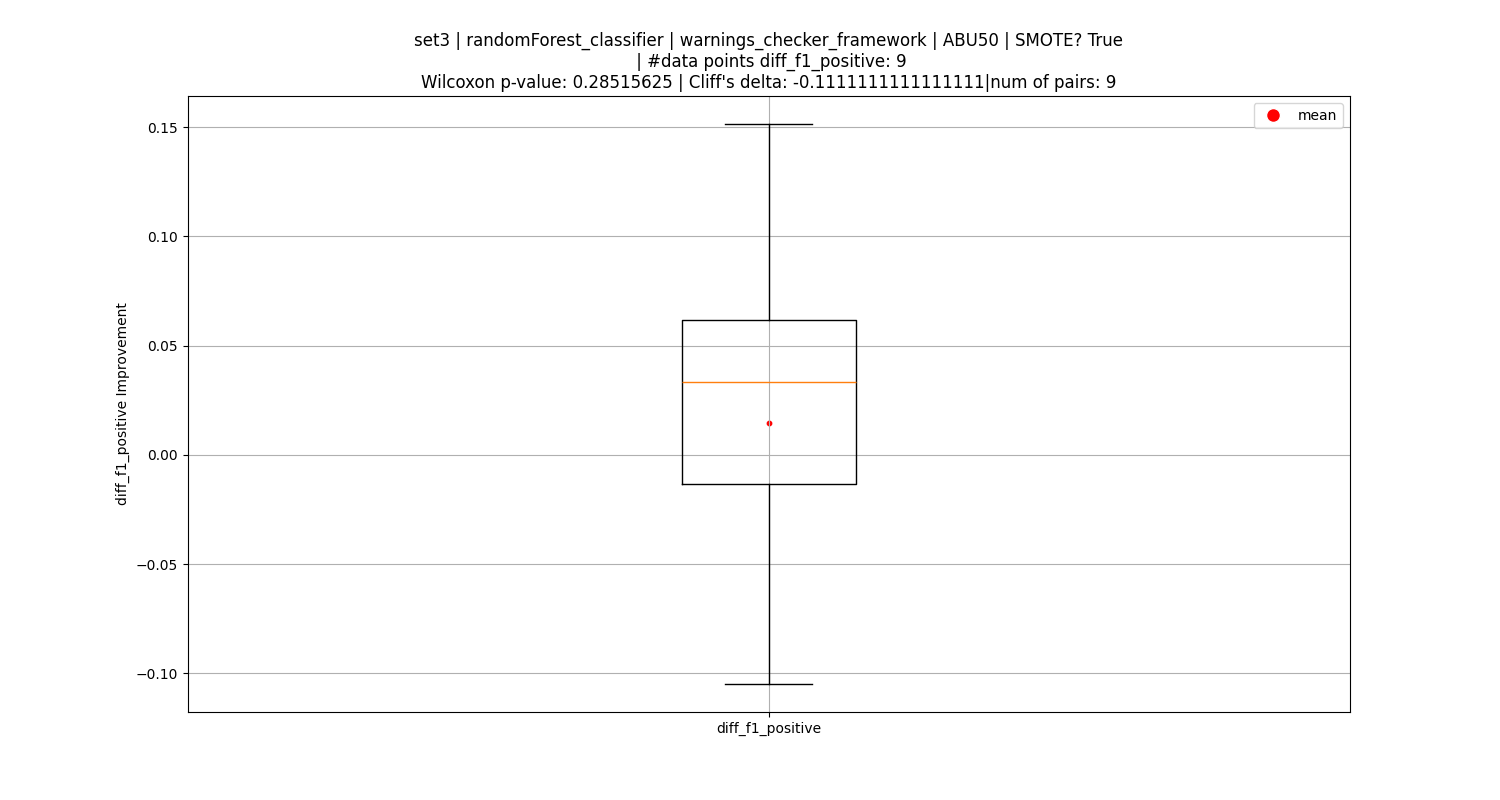 set3 | randomForest_classifier | warnings_checker_framework | ABU50 | SMOTE? True
| #data points diff_f1_positive: 9
Wilcoxon p-value: 0.28515625 | Cliff's delta: -0.1111111111111111|num of pairs: 9
mean
0.15
0.10
0.05
0.00
−0.05
−0.10
diff_f1_positive Improvement
diff_f1_positive